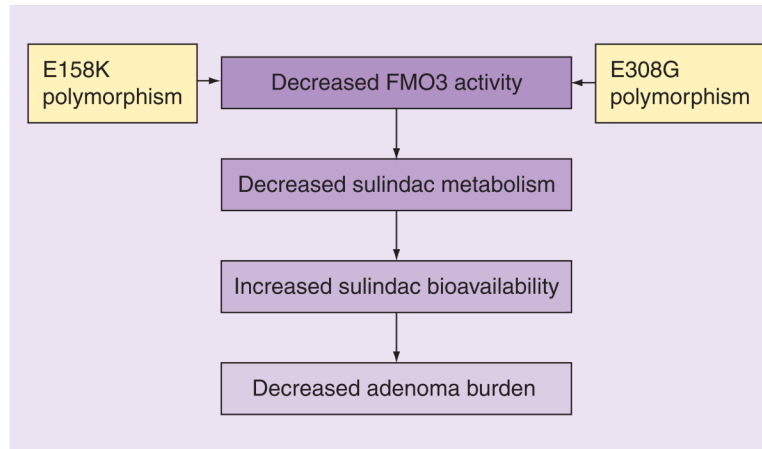 E158K
polymorphism
Decreased FMO3 activity
E308G
polymorphism
Decreased sulindac metabolism
Increased sulindac bioavailability
Decreased adenoma burden